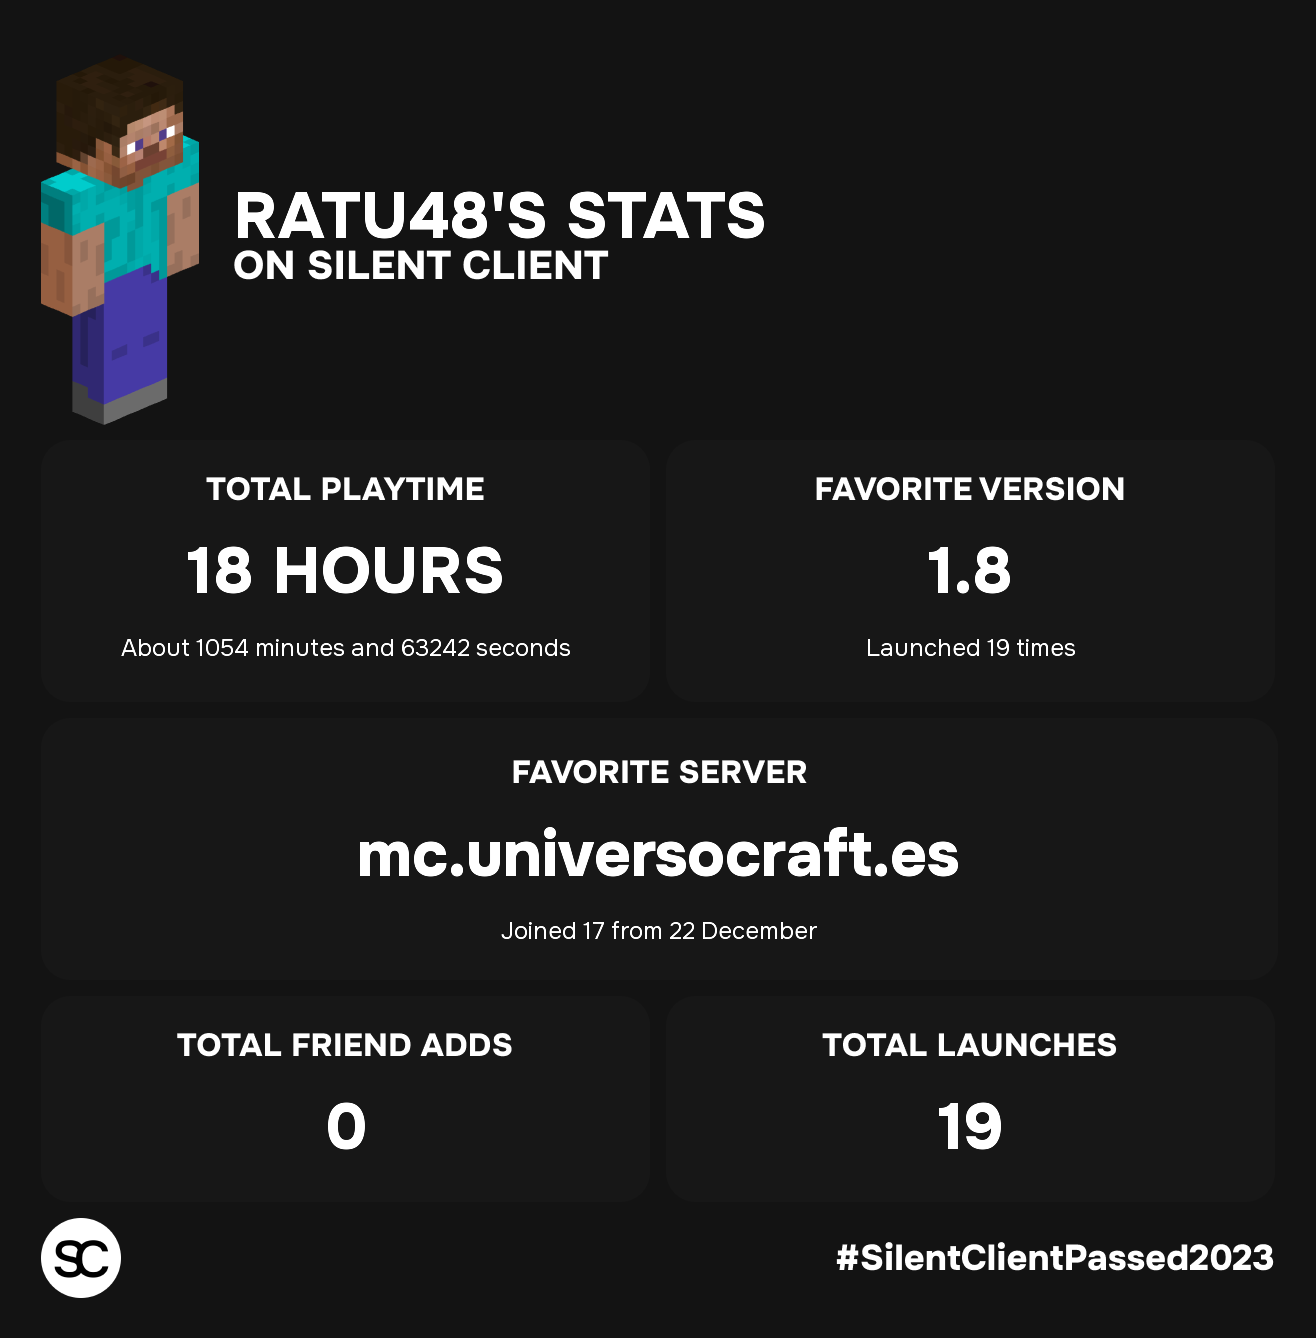 RATU48'S STATS
ON SILENT CLIENT
TOTAL PLAYTIME
18 HOURS
About 1054 minutes and 63242 seconds
FAVORITE VERSION
1.8
Launched 19 times
FAVORITE SERVER
mc.universocraft.es
Joined 17 from 22 December
TOTAL FRIEND ADDS
0
TOTAL LAUNCHES
19
SC
#SilentClientPassed2023